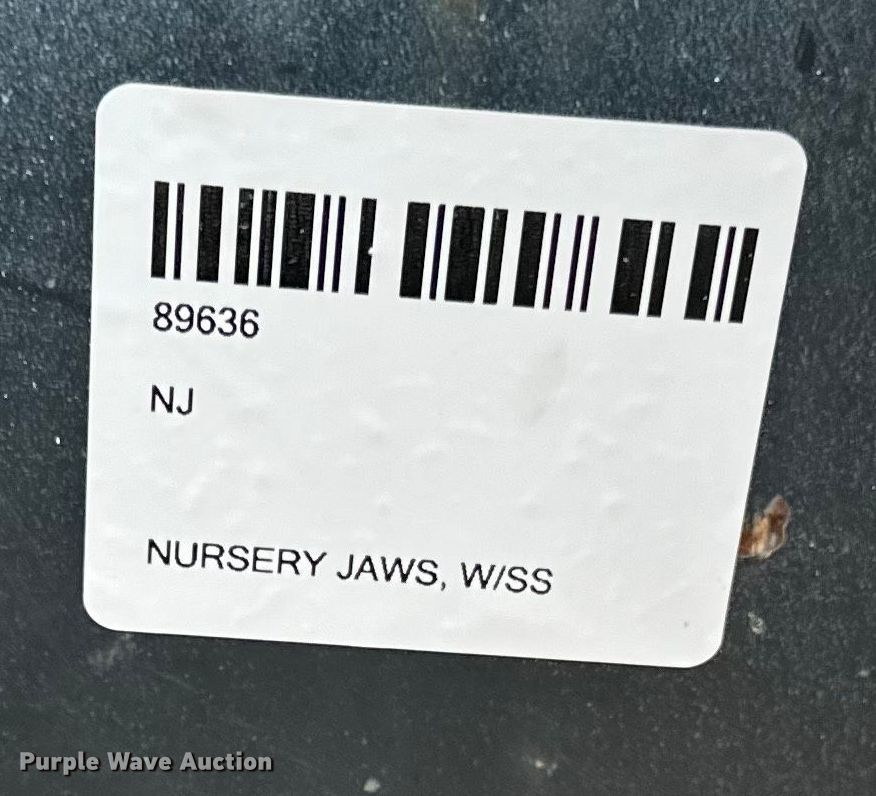 89636
NJ
NURSERY JAWS, W/SS
Purple Wave Auction